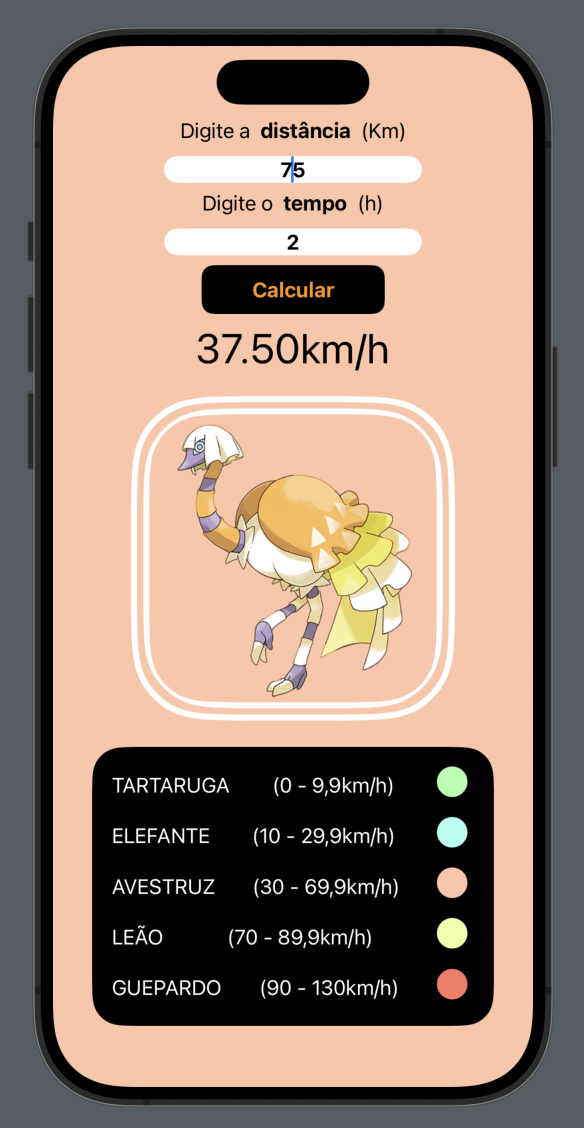 Digite a distância (Km)
75
Digite o tempo (h)
2
Calcular
37.50km/h
TARTARUGA (0 - 9,9km/h)
ELEFANTE (10 - 29,9km/h)
AVESTRUZ (30 - 69,9km/h)
LEÃO (70 - 89,9km/h)
GUEPARDO (90 - 130km/h)